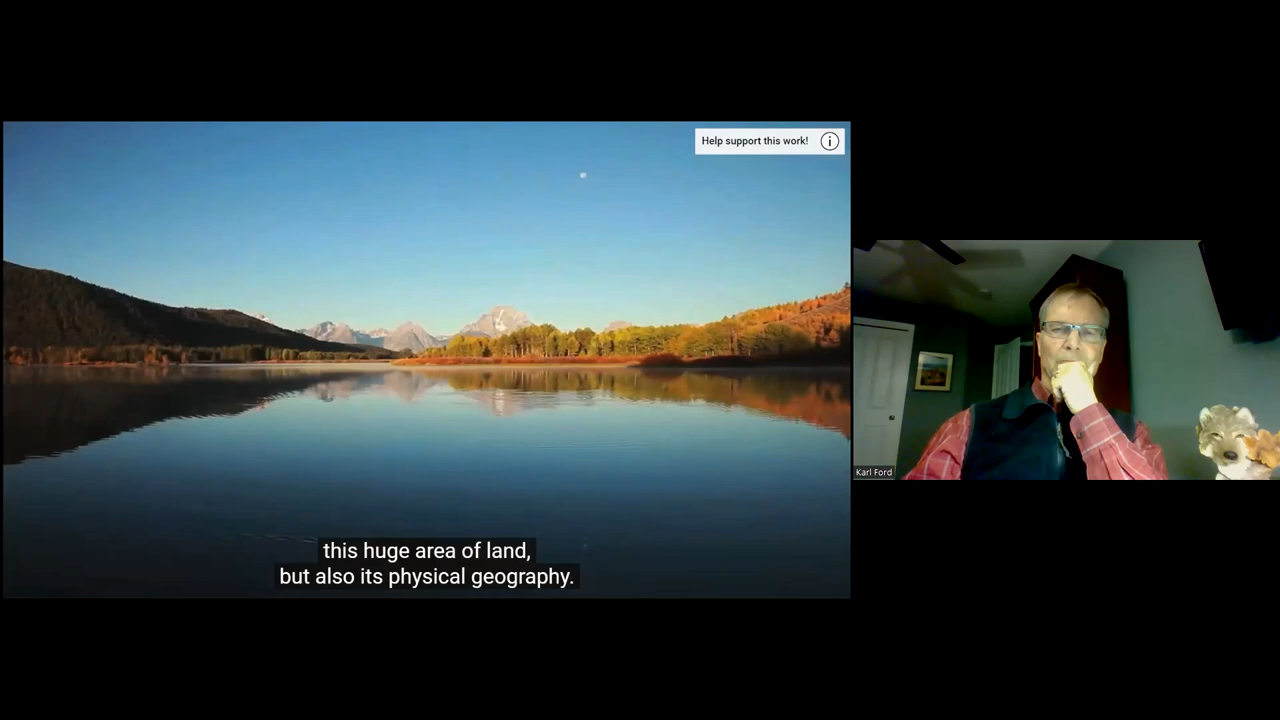 Help support this work!
Karl Ford
this huge area of land,
but also its physical geography.